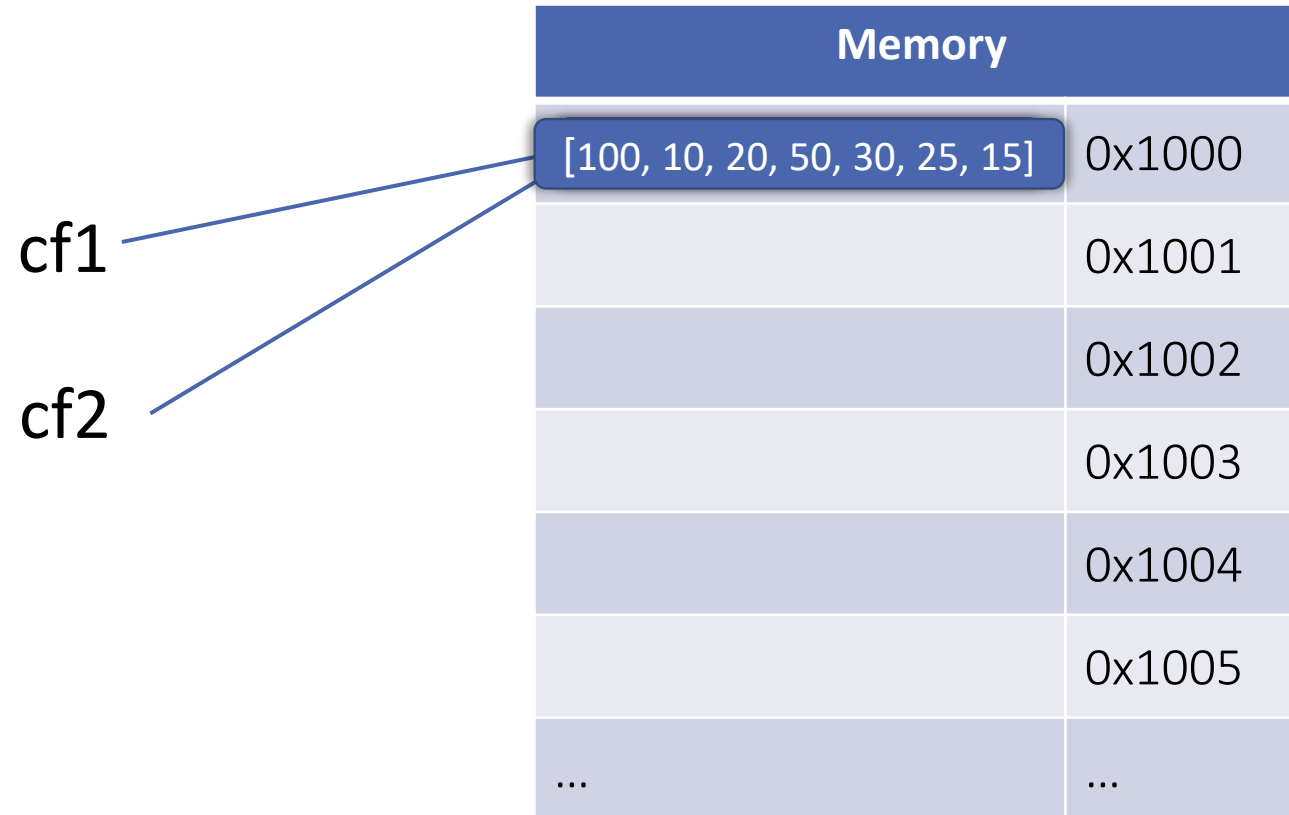 Memory
[100, 10, 20, 50, 30, 25, 15] 0x1000
cf1
0x1001
0x1002
cf2
0x1003
0x1004
0x1005
... ...